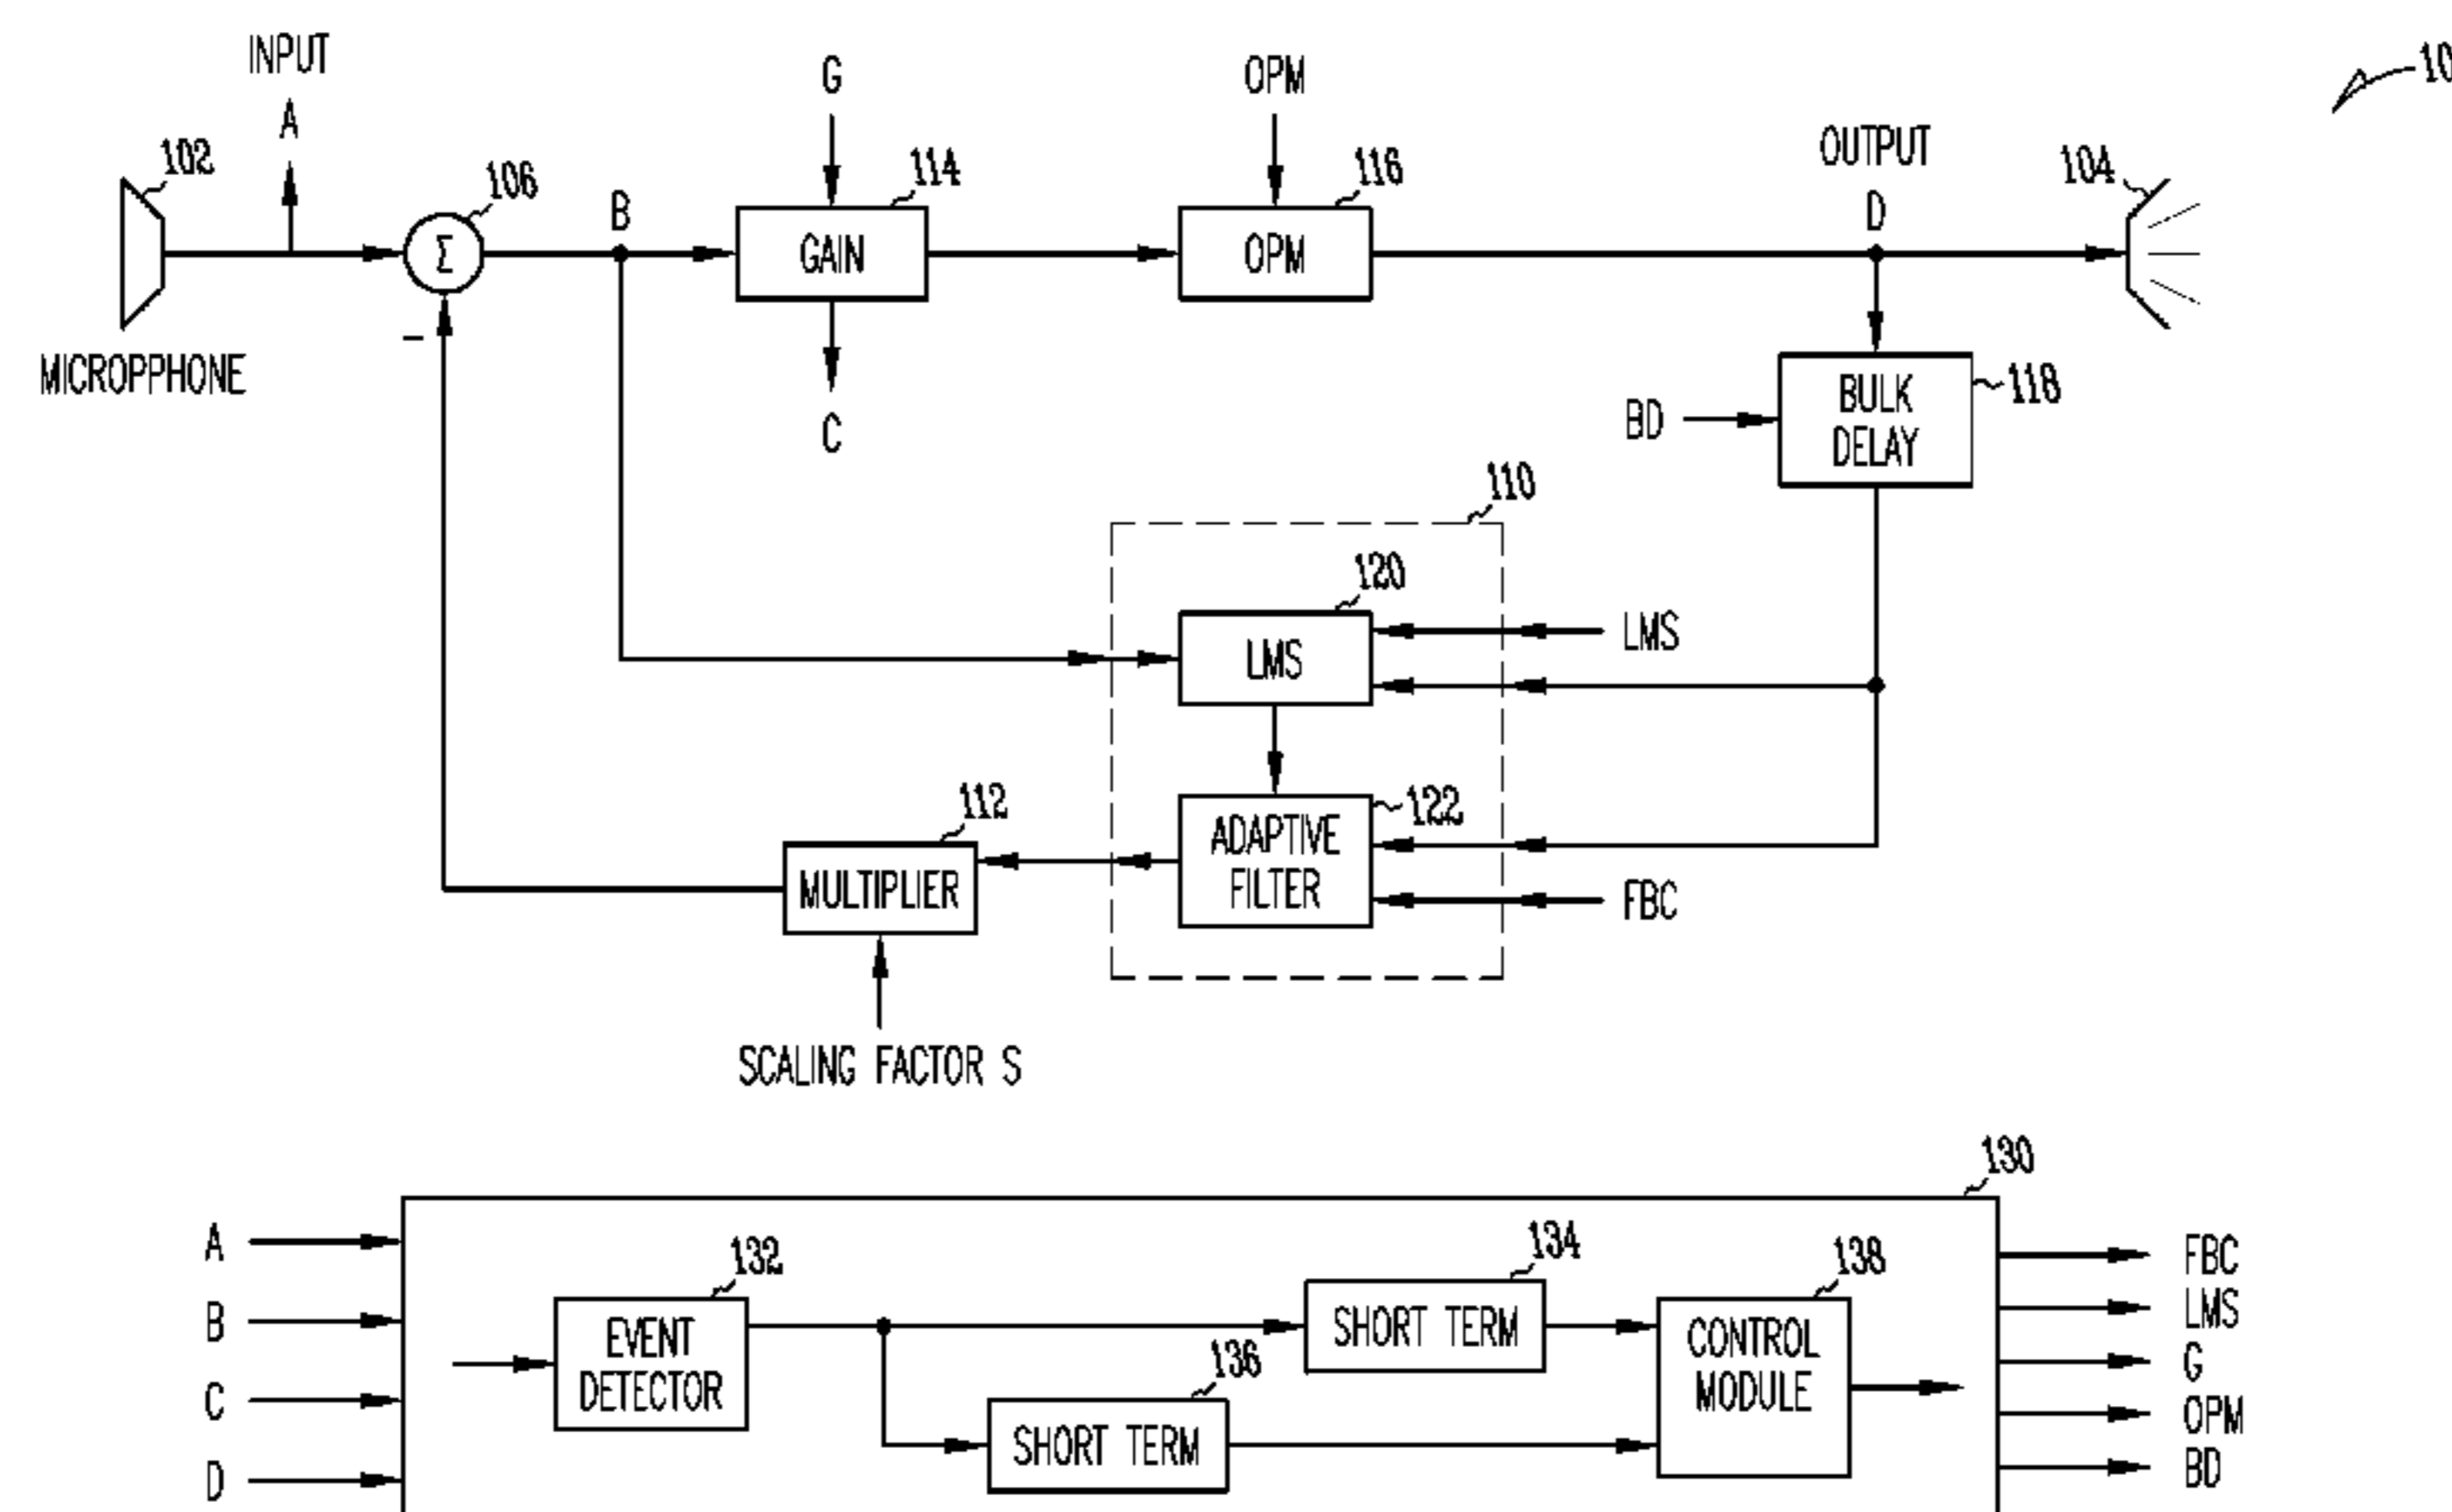 INPUT
A
102
106
B
G
114
GAIN
C
OPM
116
OPM
OUTPUT
D
104
10
Σ
–
MICROPPHONE
BD
BULK
DELAY
118
110
120
LMS
LMS
112
MULTIPLIER
ADAPTIVE
FILTER
122
FBC
SCALING FACTOR S
130
A
B
C
D
132
EVENT
DETECTOR
134
SHORT TERM
136
SHORT TERM
138
CONTROL
MODULE
FBC
LMS
G
OPM
BD